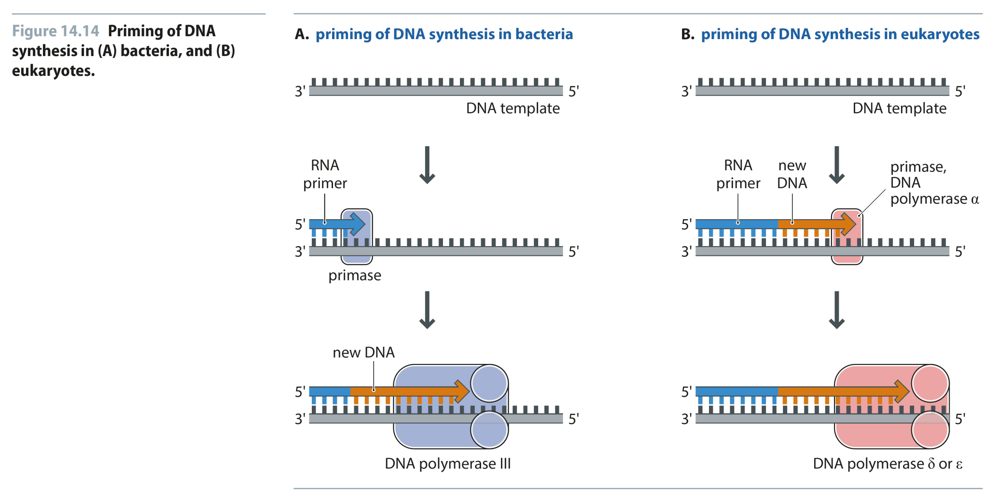 Figure 14.14 Priming of DNA
synthesis in (A) bacteria, and (B)
eukaryotes.
A. priming of DNA synthesis in bacteria
3' 5'
DNA template
RNA
primer
5'
3' 5'
primase
new DNA
5'
3' 5'
DNA polymerase III
B. priming of DNA synthesis in eukaryotes
3' 5'
DNA template
RNA
primer
new
DNA
primase,
DNA
polymerase α
5'
3' 5'
5'
3' 5'
DNA polymerase δ or ε